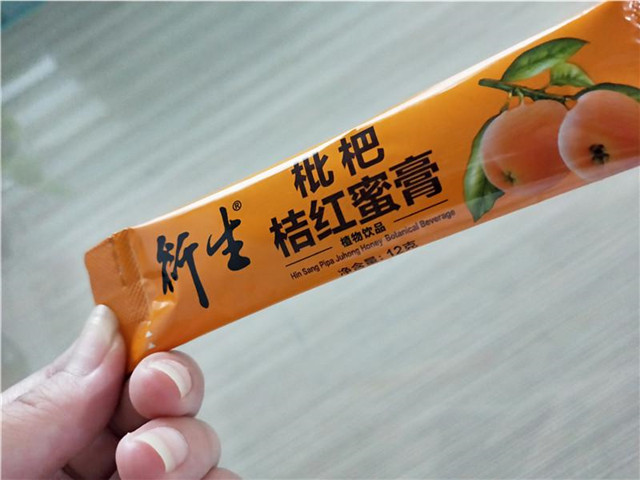 衍生®
枇杷
桔红蜜膏
植物饮品
Hin Sang Pipa Juhong Honey Botanical Beverage
净含量：12克